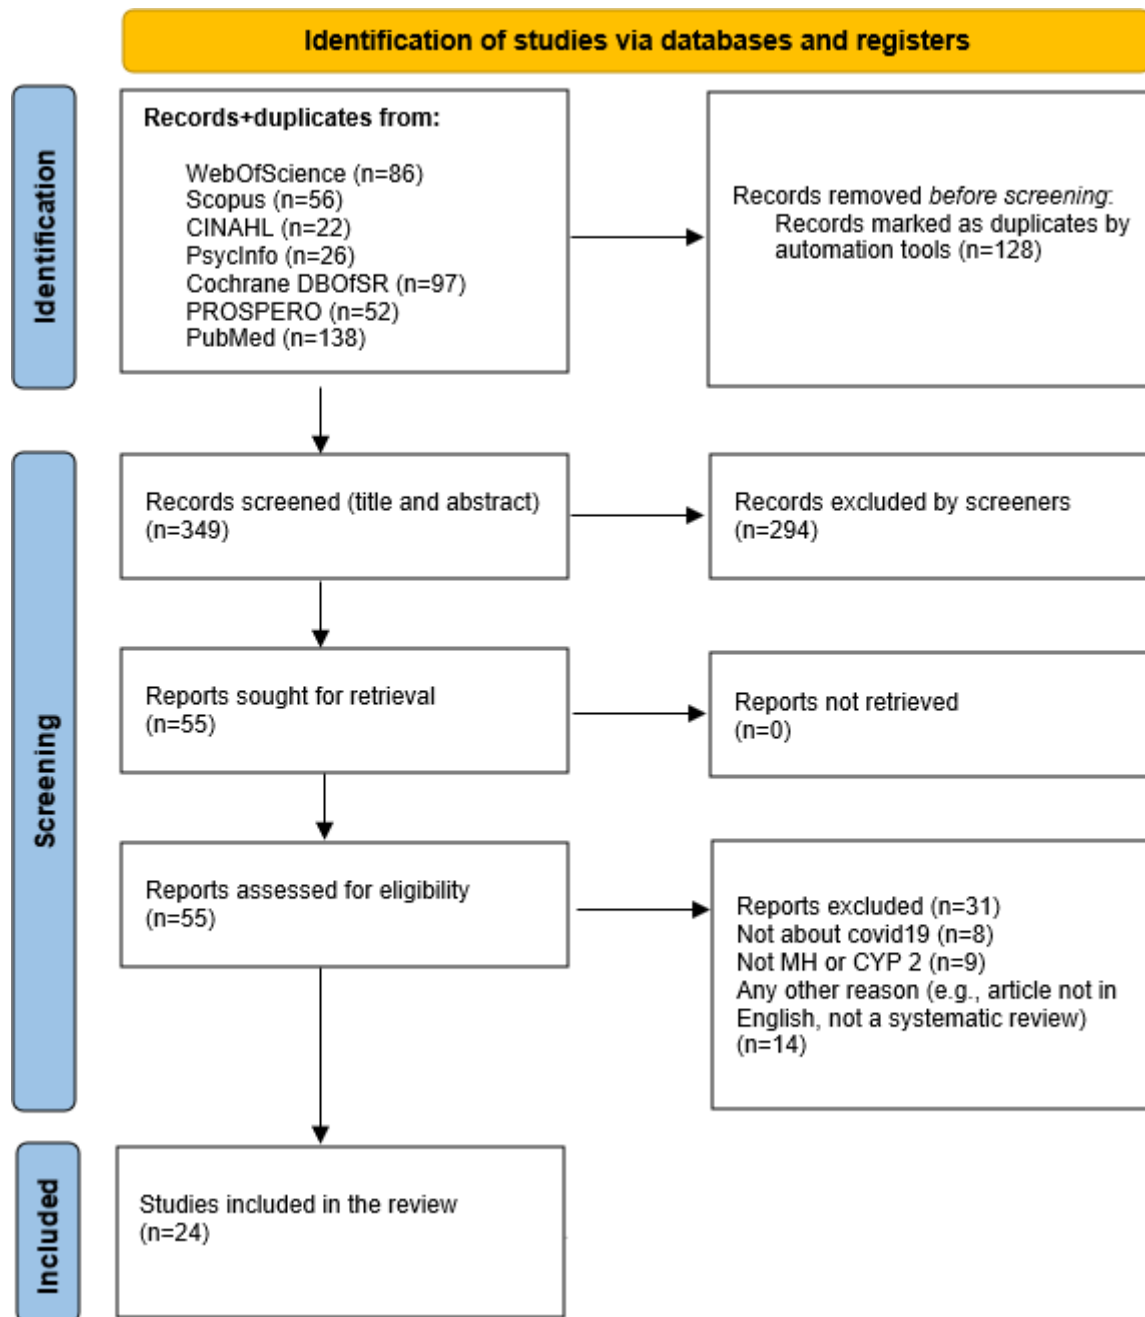 Identification of studies via databases and registers
Identification
Records+duplicates from:
WebOfScience (n=86)
Scopus (n=56)
CINAHL (n=22)
PsycInfo (n=26)
Cochrane DBOfSR (n=97)
PROSPERO (n=52)
PubMed (n=138)
Records removed before screening:
Records marked as duplicates by
automation tools (n=128)
Screening
Records screened (title and abstract)
(n=349)
Records excluded by screeners
(n=294)
Reports sought for retrieval
(n=55)
Reports not retrieved
(n=0)
Reports assessed for eligibility
(n=55)
Reports excluded (n=31)
Not about covid19 (n=8)
Not MH or CYP 2 (n=9)
Any other reason (e.g., article not in
English, not a systematic review)
(n=14)
Included
Studies included in the review
(n=24)